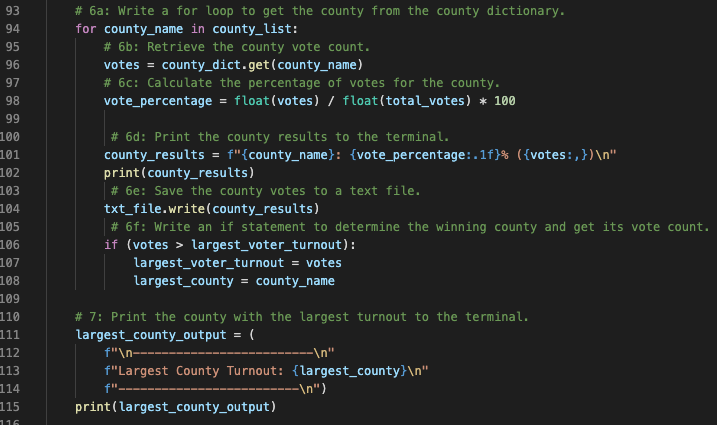 93 # 6a: Write a for loop to get the county from the county dictionary.
94 for county_name in county_list:
95 # 6b: Retrieve the county vote count.
96 votes = county_dict.get(county_name)
97 # 6c: Calculate the percentage of votes for the county.
98 vote_percentage = float(votes) / float(total_votes) * 100
99
100 # 6d: Print the county results to the terminal.
101 county_results = f"{county_name}: {vote_percentage:.1f}% ({votes:,})\n"
102 print(county_results)
103 # 6e: Save the county votes to a text file.
104 txt_file.write(county_results)
105 # 6f: Write an if statement to determine the winning county and get its vote count.
106 if (votes > largest_voter_turnout):
107 largest_voter_turnout = votes
108 largest_county = county_name
109
110 # 7: Print the county with the largest turnout to the terminal.
111 largest_county_output = (
112 f"\n-------------------------\n"
113 f"Largest County Turnout: {largest_county}\n"
114 f"-------------------------\n")
115 print(largest_county_output)
116